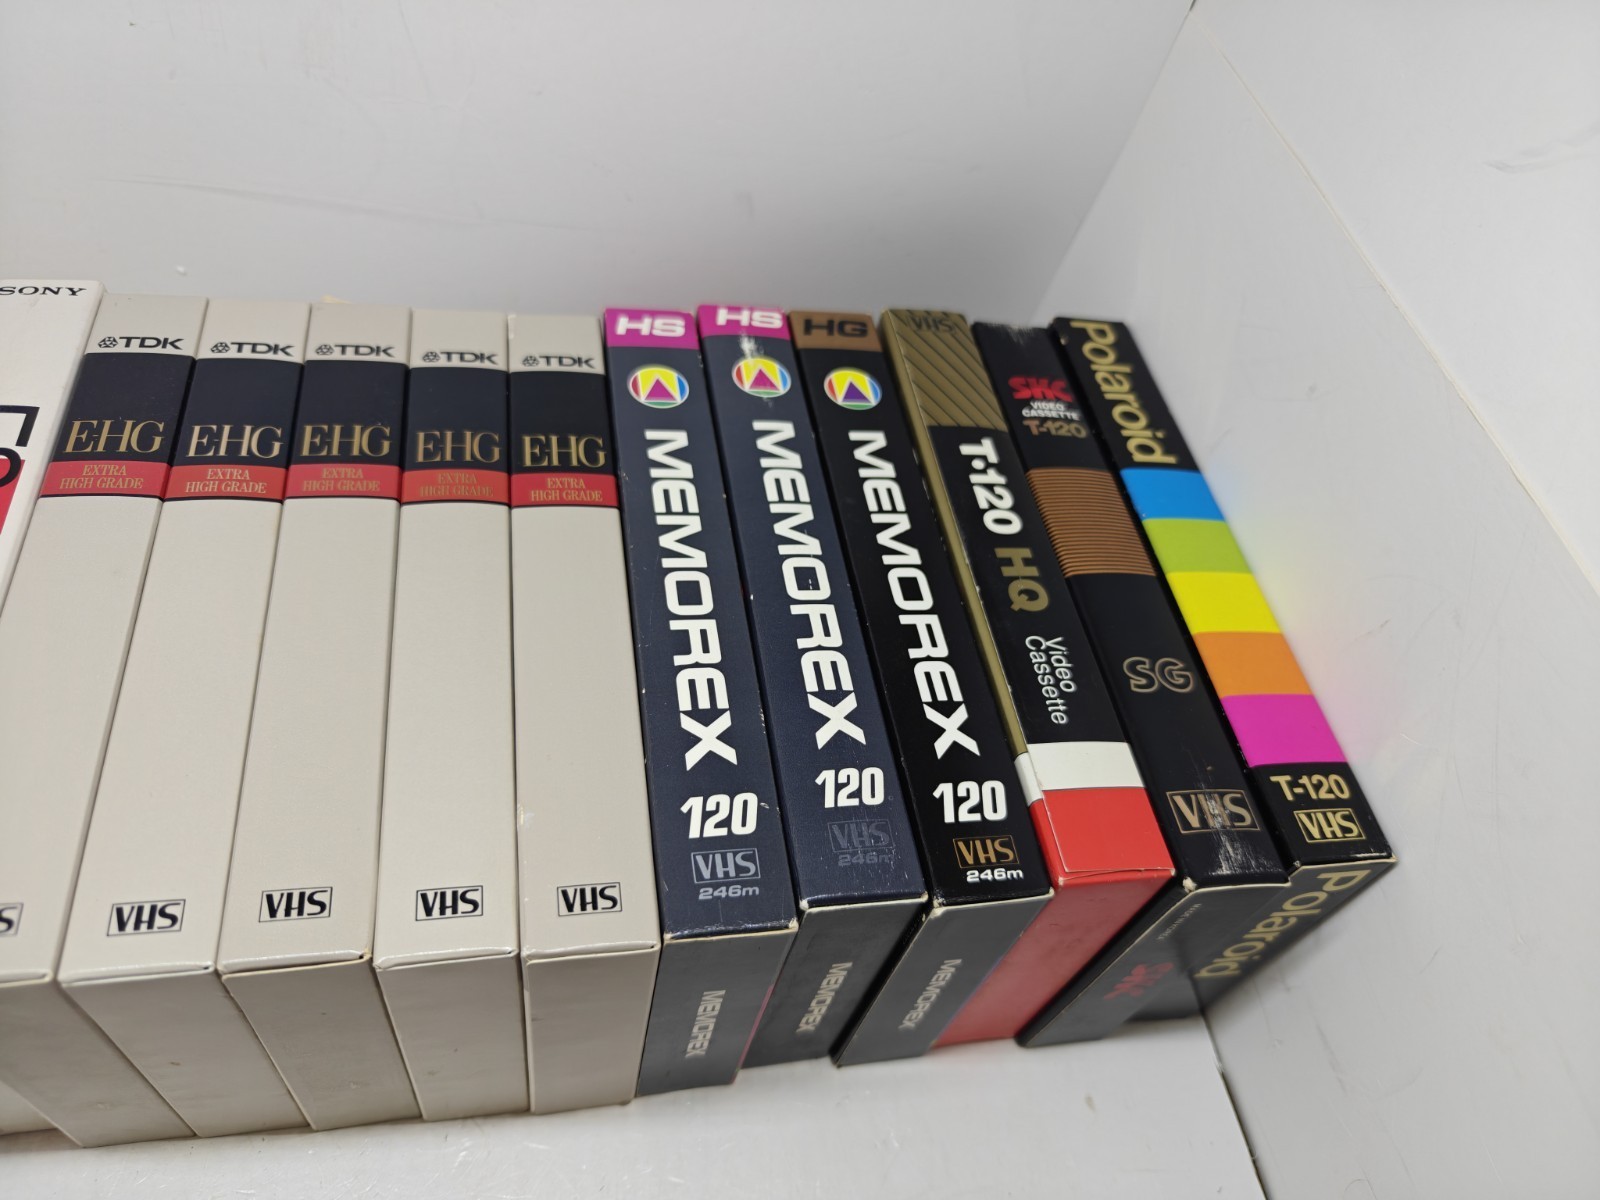 SONY
TDK
EHG
EXTRA
HIGH GRADE
TDK
EHG
EXTRA
HIGH GRADE
VHS
TDK
EHG
EXTRA
HIGH GRADE
VHS
TDK
EHG
EXTRA
HIGH GRADE
VHS
TDK
EHG
EXTRA
HIGH GRADE
VHS
HS
MEMOREX
120
VHS
246m
MEMOREX
HS
MEMOREX
120
VHS
246m
MEMOREX
HG
MEMOREX
120
VHS
246m
MEMOREX
VHS
T-120 HQ
Video
Cassette
SKC
VIDEO
CASSETTE
T-120
SG
VHS
SKC
Polaroid
T-120
VHS
Polaroid